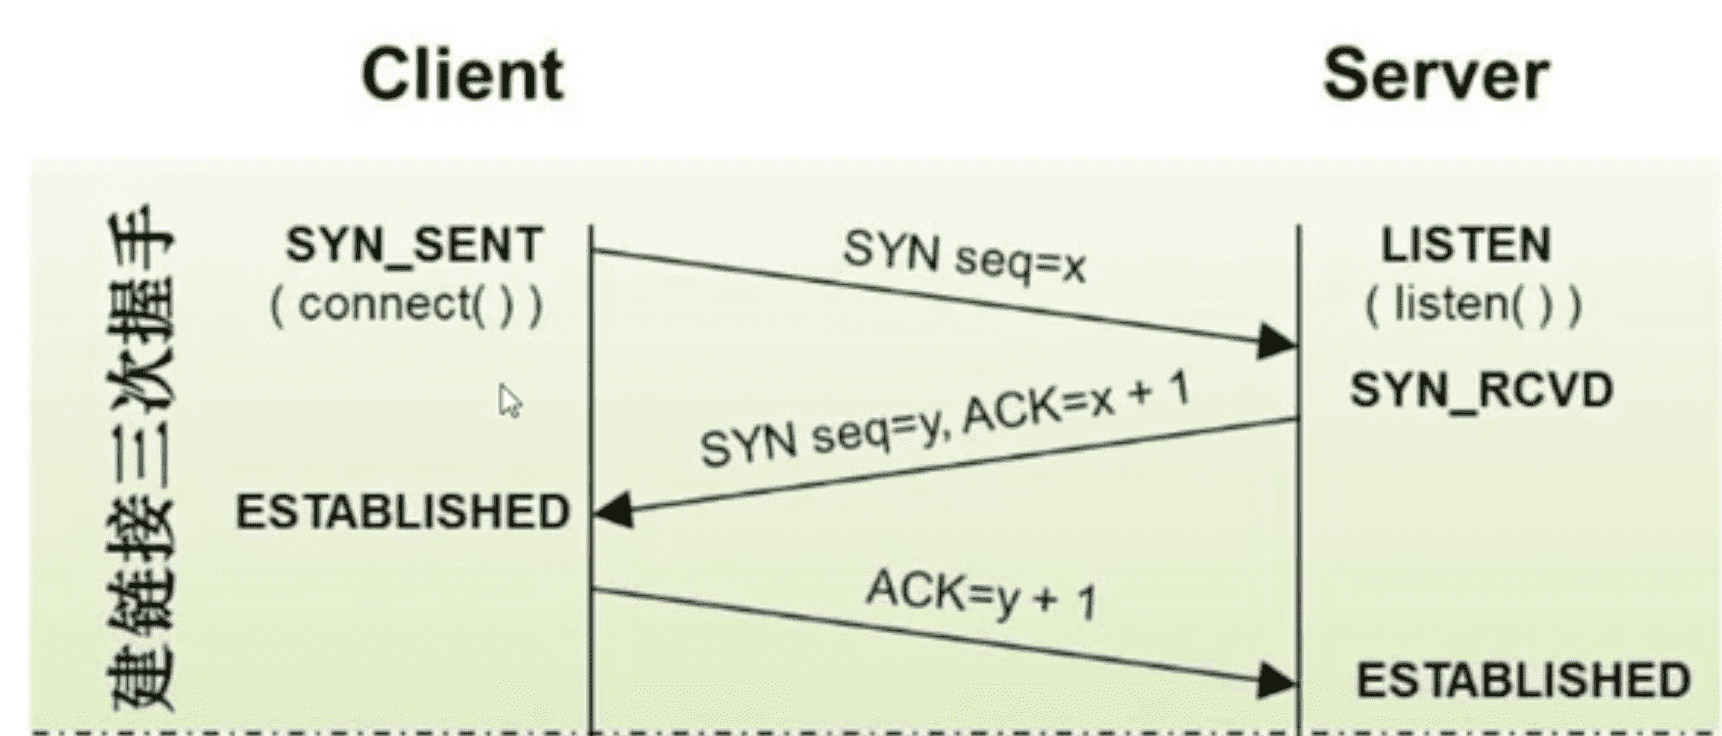 Client
Server
建链接三次握手
SYN_SENT
( connect( ) )
SYN seq=x
LISTEN
( listen( ) )
SYN_RCVD
SYN seq=y, ACK=x + 1
ESTABLISHED
ACK=y + 1
ESTABLISHED